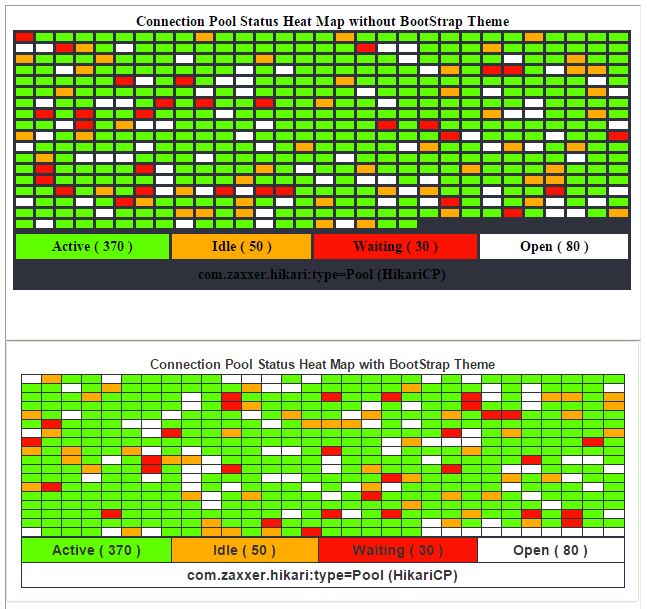 Connection Pool Status Heat Map without BootStrap Theme
Active ( 370 ) Idle ( 50 ) Waiting ( 30 ) Open ( 80 )
com.zaxxer.hikari:type=Pool (HikariCP)
Connection Pool Status Heat Map with BootStrap Theme
Active ( 370 ) Idle ( 50 ) Waiting ( 30 ) Open ( 80 )
com.zaxxer.hikari:type=Pool (HikariCP)